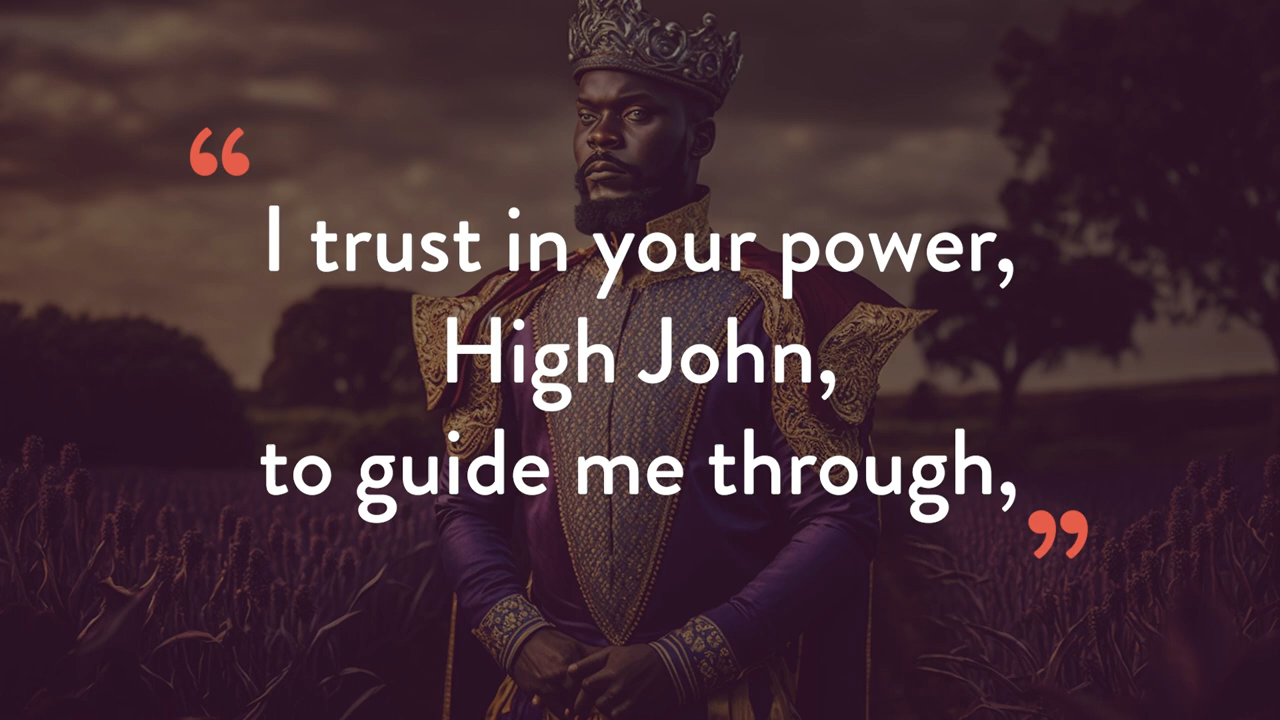 “
I trust in your power,
High John,
to guide me through,
”